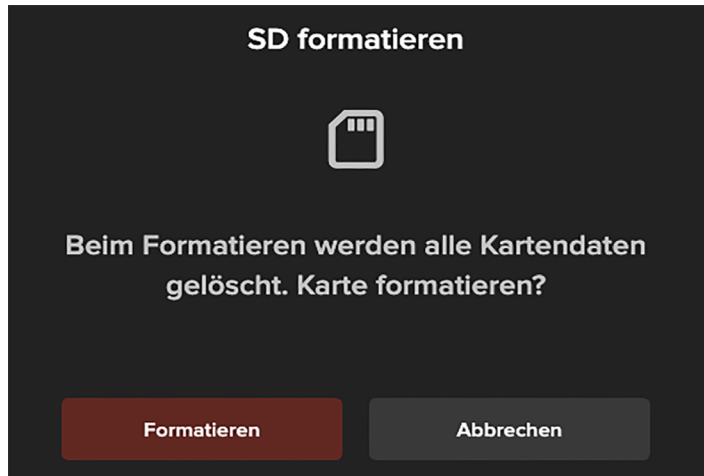 SD formatieren
Beim Formatieren werden alle Kartendaten
gelöscht. Karte formatieren?
Formatieren
Abbrechen